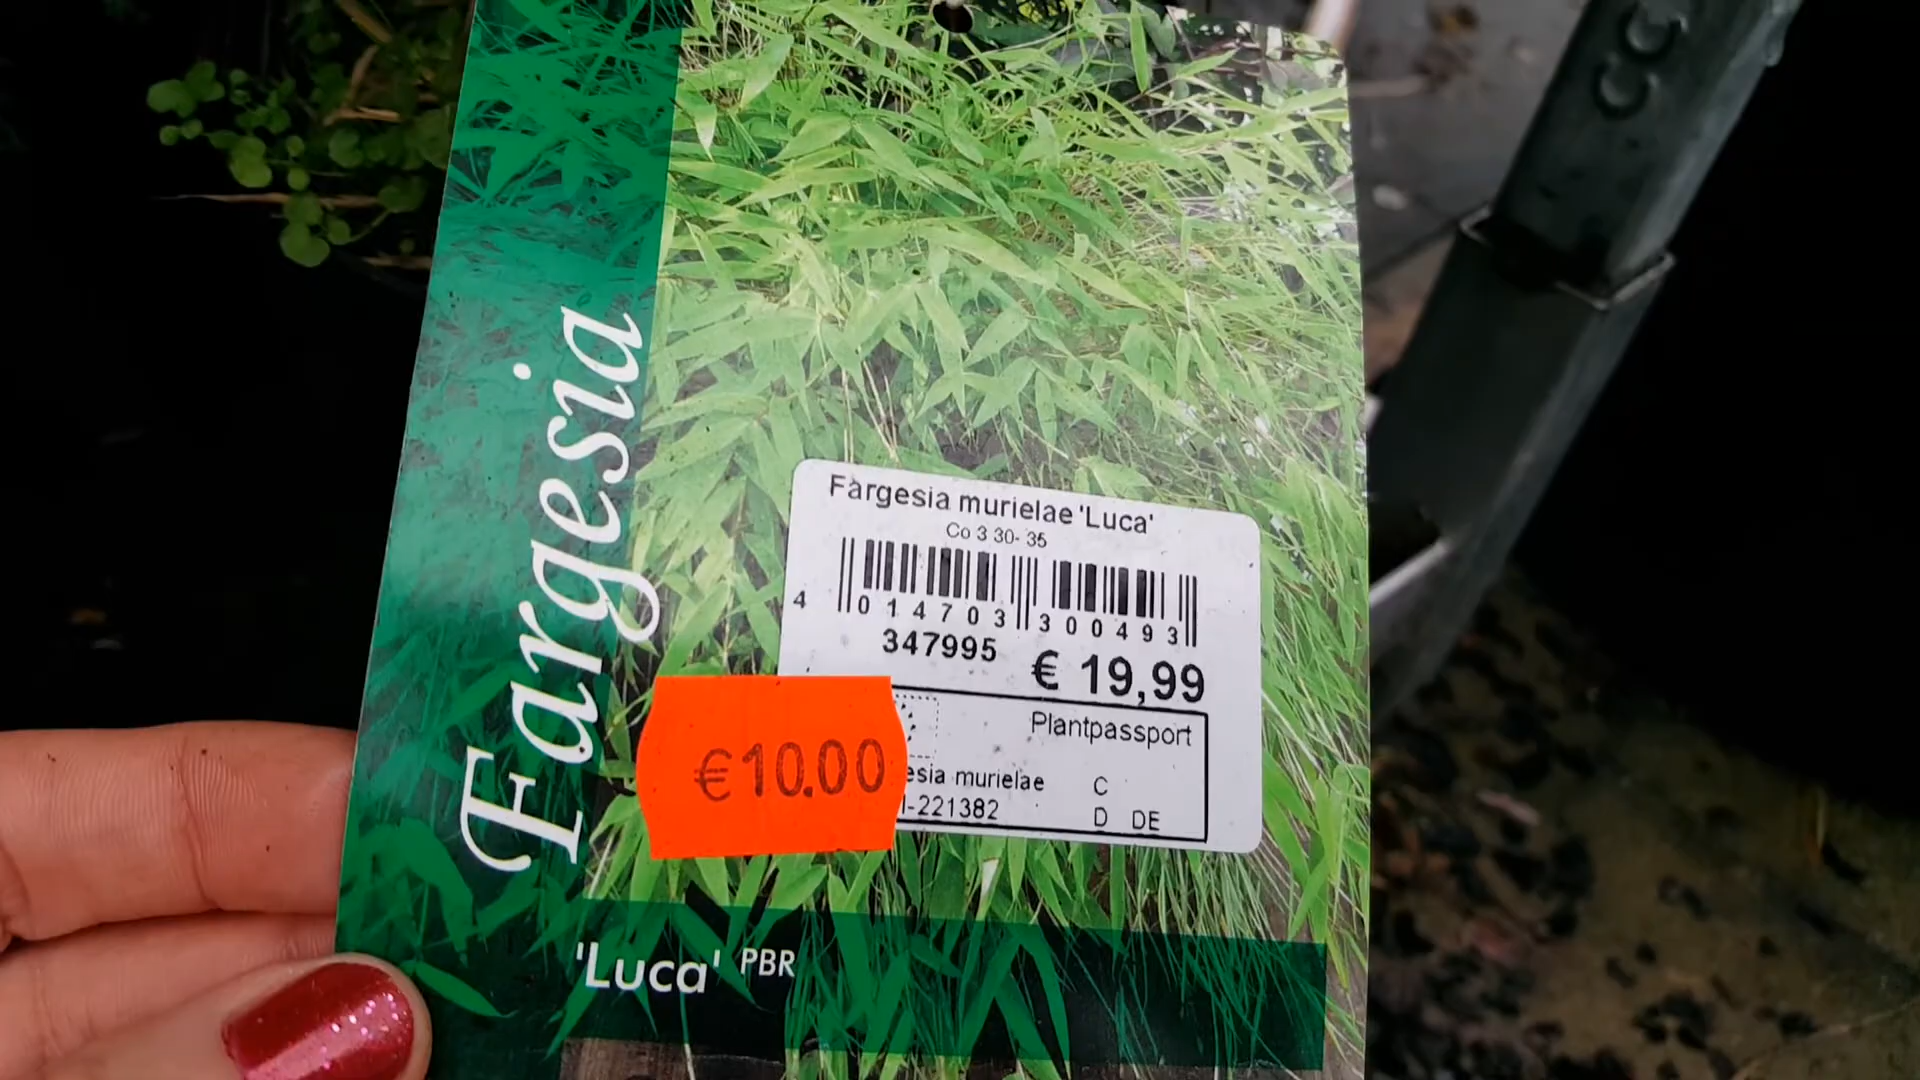 Fargesia
Fargesia murielae 'Luca'
Co 3 30- 35
4 014703 300493
347995 € 19,99
Plantpassport
esia murielae C
-221382 D DE
€10.00
'Luca' PBR